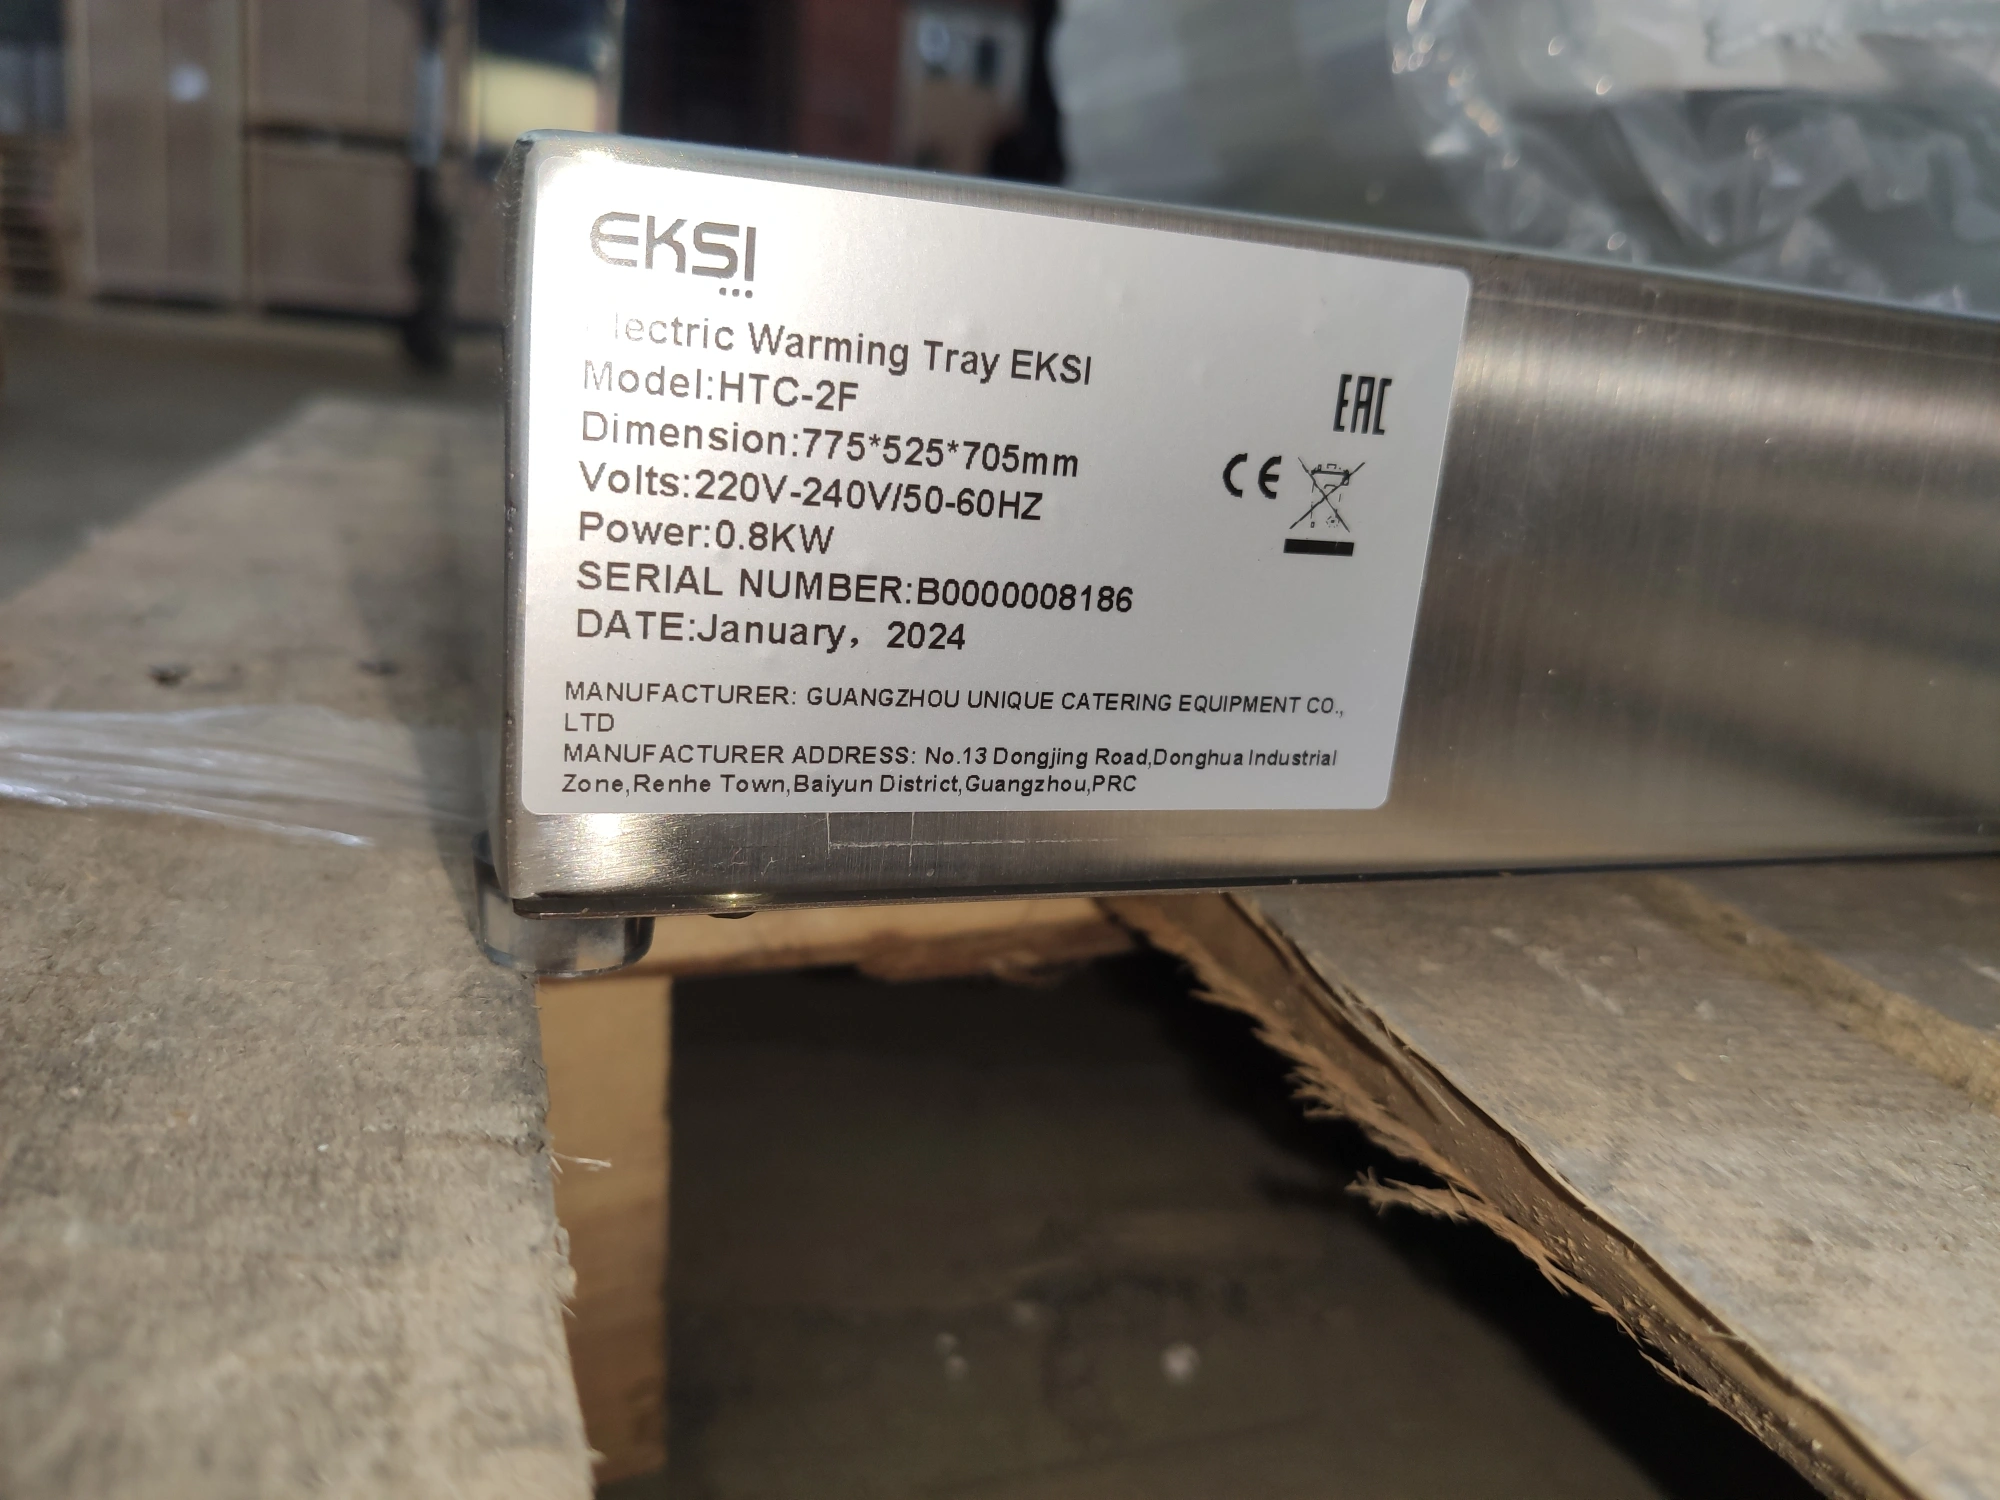 EKSI
Electric Warming Tray EKSI
Model:HTC-2F
Dimension:775*525*705mm
Volts:220V-240V/50-60HZ
Power:0.8KW
SERIAL NUMBER:B0000008186
DATE:January, 2024
EAC
CE
MANUFACTURER: GUANGZHOU UNIQUE CATERING EQUIPMENT CO.,
LTD
MANUFACTURER ADDRESS: No.13 Dongjing Road,Donghua Industrial
Zone,Renhe Town,Baiyun District,Guangzhou,PRC